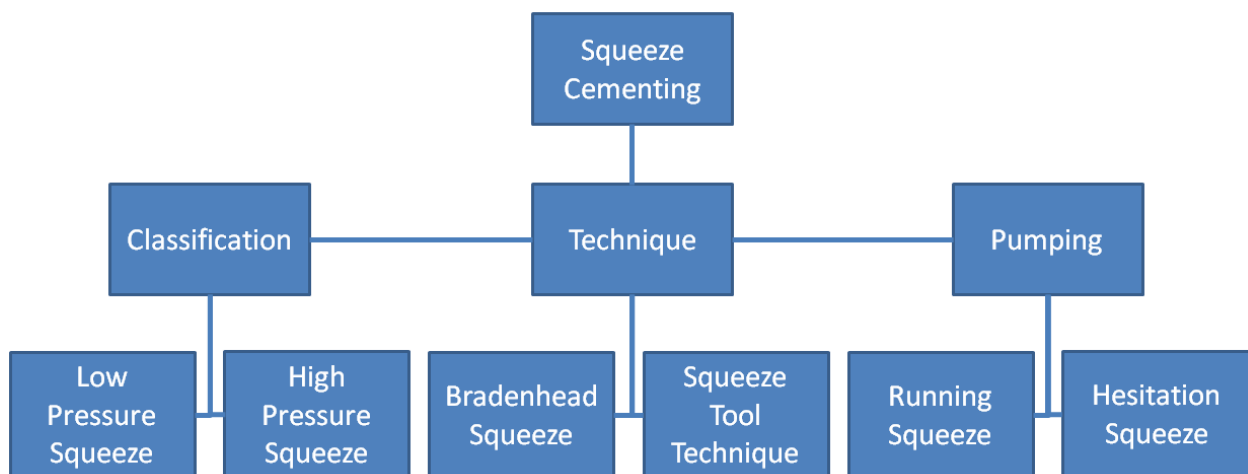 Squeeze
Cementing
Classification
Technique
Pumping
Low
Pressure
Squeeze
High
Pressure
Squeeze
Bradenhead
Squeeze
Squeeze
Tool
Technique
Running
Squeeze
Hesitation
Squeeze